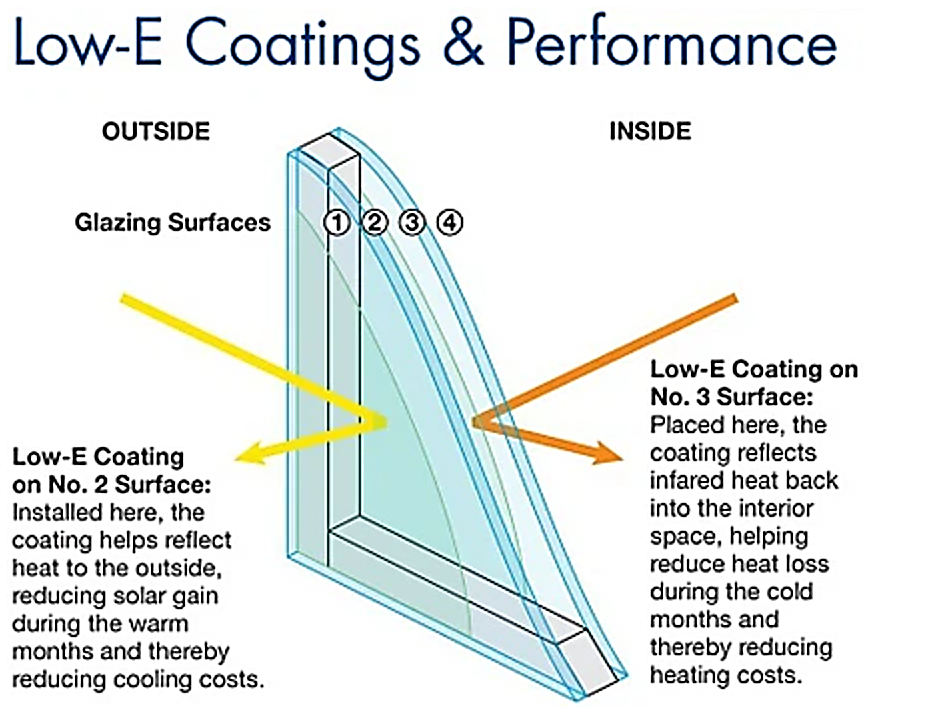 Low-E Coatings & Performance
OUTSIDE
INSIDE
Glazing Surfaces
① ② ③ ④
Low-E Coating
on No. 2 Surface:
Installed here, the
coating helps reflect
heat to the outside,
reducing solar gain
during the warm
months and thereby
reducing cooling costs.
Low-E Coating on
No. 3 Surface:
Placed here, the
coating reflects
infared heat back
into the interior
space, helping
reduce heat loss
during the cold
months and
thereby reducing
heating costs.